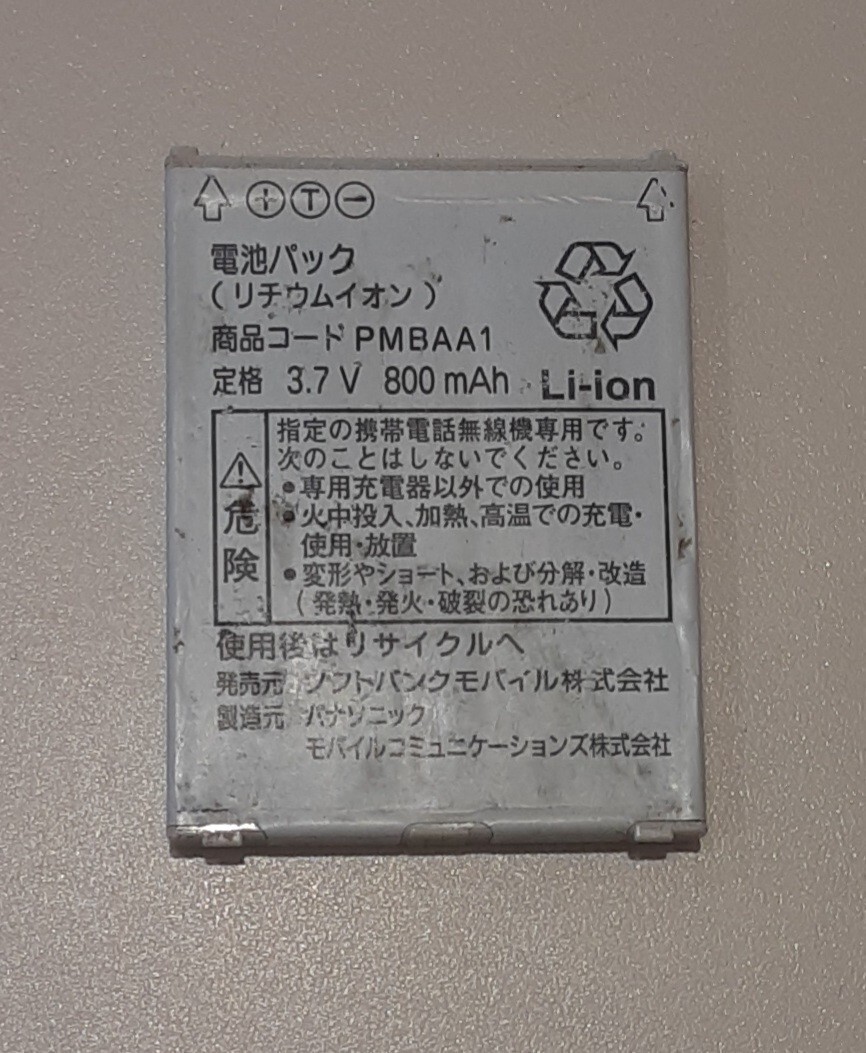 + T −
電池パック
（リチウムイオン）
商品コード PMBAA1
定格 3.7 V 800 mAh
Li-ion
危険
指定の携帯電話無線機専用です。
次のことはしないでください。
●専用充電器以外での使用
●火中投入、加熱、高温での充電・
使用・放置
●変形やショート、および分解・改造
（発熱・発火・破裂の恐れあり）
使用後はリサイクルへ
発売元 ソフトバンクモバイル株式会社
製造元 パナソニック
モバイルコミュニケーションズ株式会社